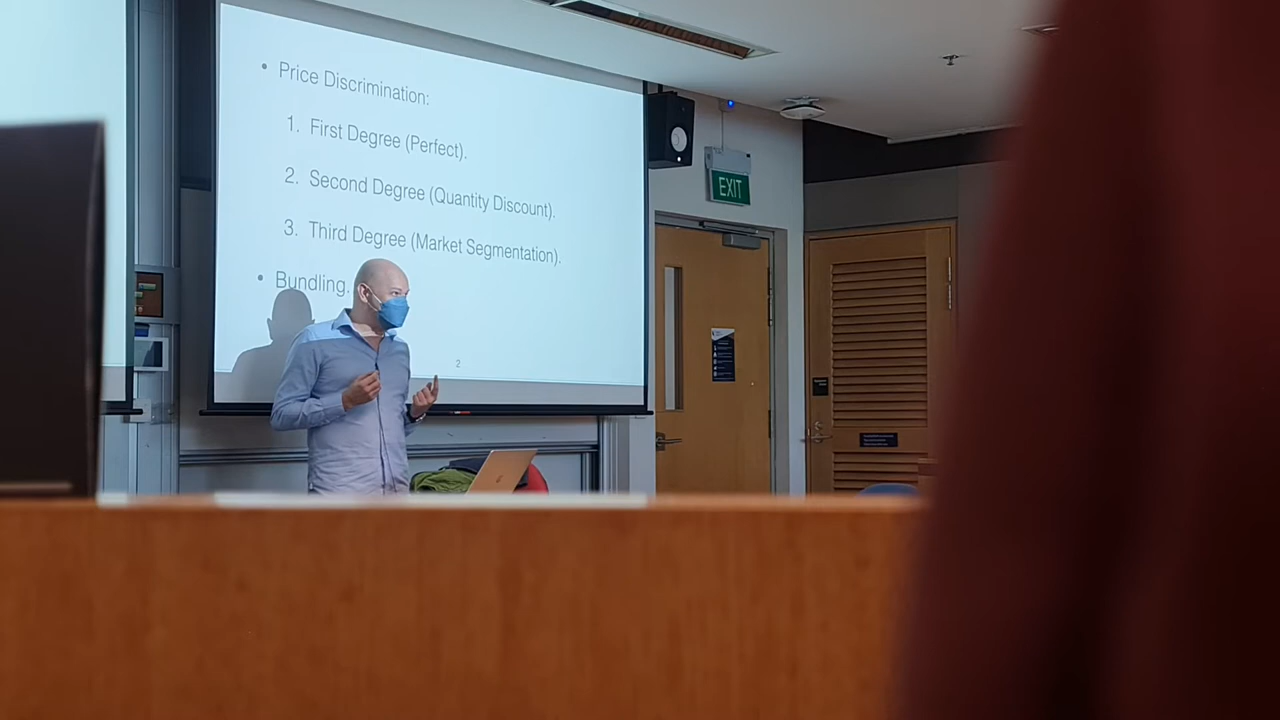 • Price Discrimination:
1. First Degree (Perfect).
2. Second Degree (Quantity Discount).
3. Third Degree (Market Segmentation).
• Bundling.
2
EXIT